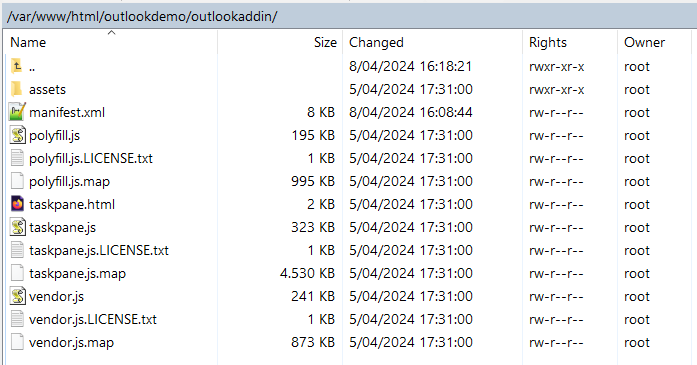 /var/www/html/outlookdemo/outlookaddin/
Name Size Changed Rights Owner
.. 8/04/2024 16:18:21 rwxr-xr-x root
assets 5/04/2024 17:31:00 rwxr-xr-x root
manifest.xml 8 KB 8/04/2024 16:08:44 rw-r--r-- root
polyfill.js 195 KB 5/04/2024 17:31:00 rw-r--r-- root
polyfill.js.LICENSE.txt 1 KB 5/04/2024 17:31:00 rw-r--r-- root
polyfill.js.map 995 KB 5/04/2024 17:31:00 rw-r--r-- root
taskpane.html 2 KB 5/04/2024 17:31:00 rw-r--r-- root
taskpane.js 323 KB 5/04/2024 17:31:00 rw-r--r-- root
taskpane.js.LICENSE.txt 1 KB 5/04/2024 17:31:00 rw-r--r-- root
taskpane.js.map 4.530 KB 5/04/2024 17:31:00 rw-r--r-- root
vendor.js 241 KB 5/04/2024 17:31:00 rw-r--r-- root
vendor.js.LICENSE.txt 1 KB 5/04/2024 17:31:00 rw-r--r-- root
vendor.js.map 873 KB 5/04/2024 17:31:00 rw-r--r-- root